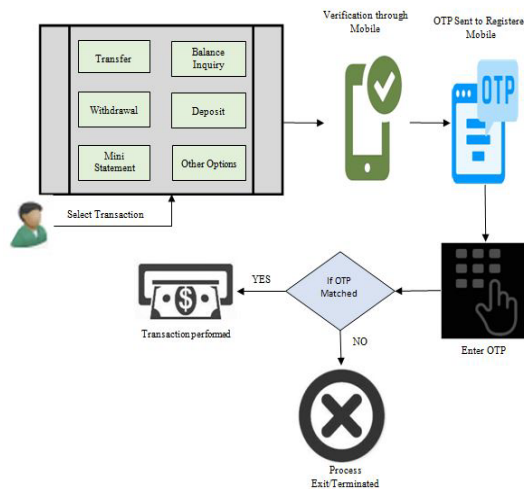 Verification through
Mobile
OTP Sent to Registere
Mobile
Transfer
Balance
Inquiry
Withdrawal
Deposit
Mini
Statement
Other Options
OTP
Select Transaction
If OTP
Matched
YES
NO
Transaction performed
Enter OTP
Process
Exit/Terminated